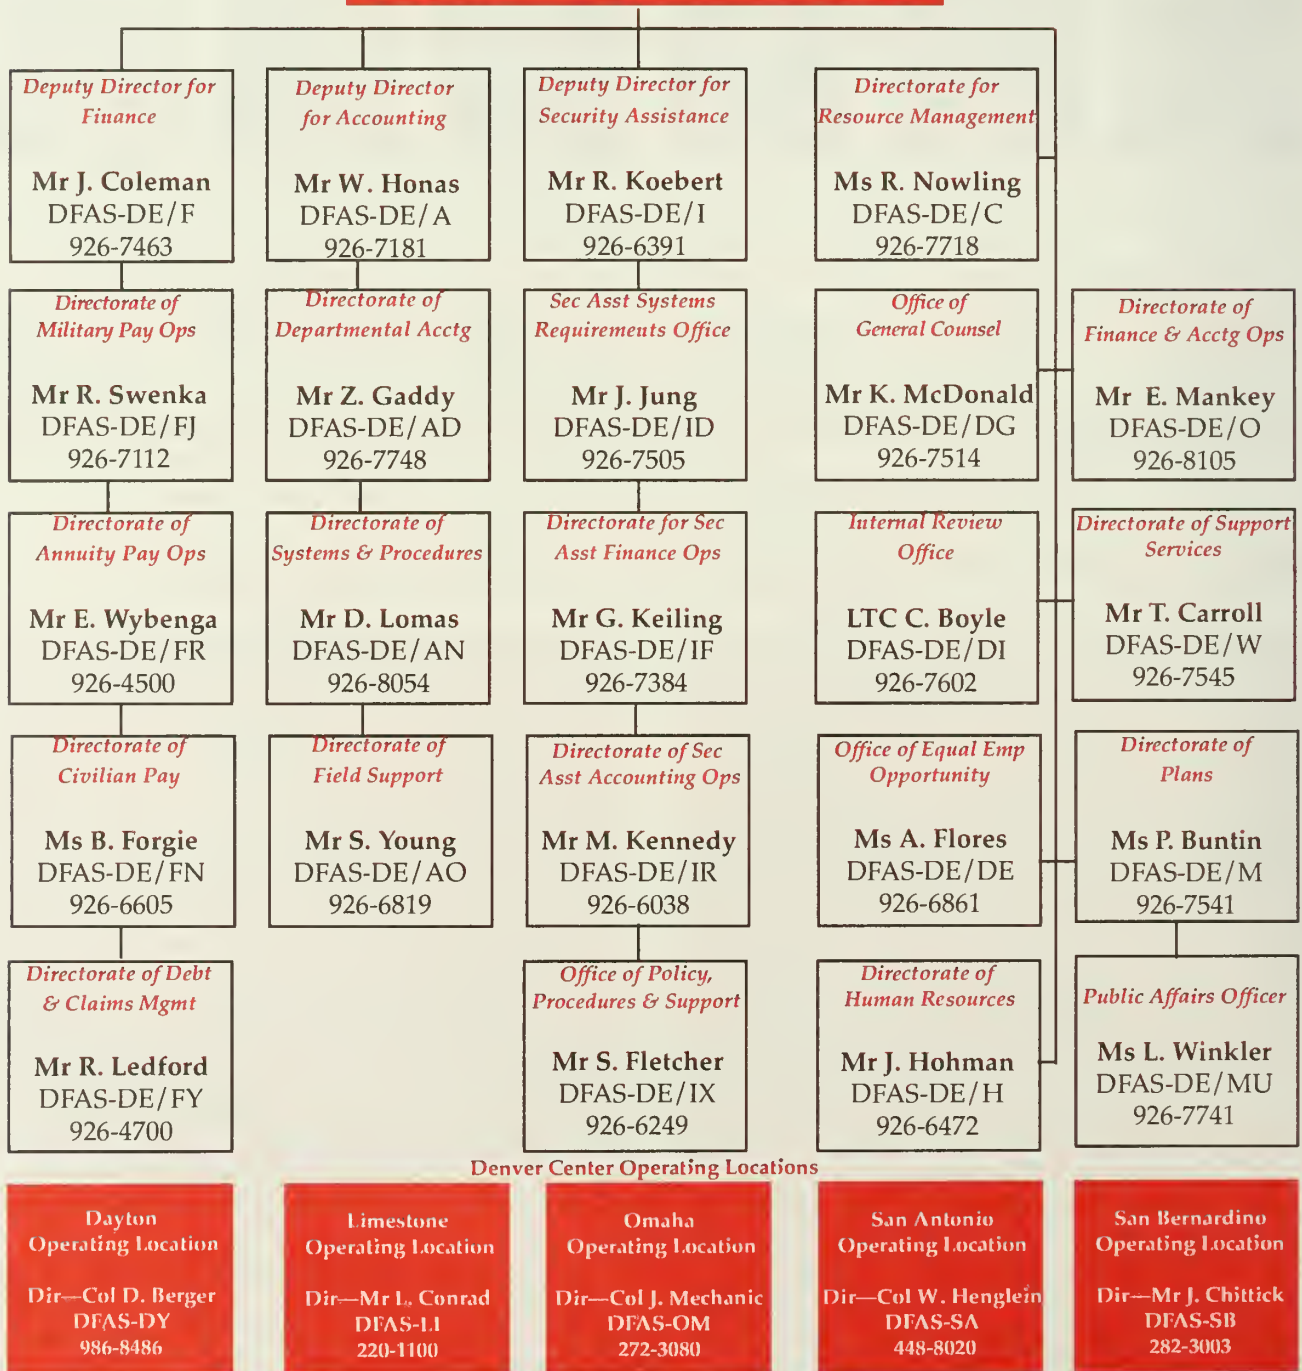 Deputy Director for
Finance
Mr J. Coleman
DFAS-DE/F
926-7463
Deputy Director
for Accounting
Mr W. Honas
DFAS-DE/A
926-7181
Deputy Director for
Security Assistance
Mr R. Koebert
DFAS-DE/I
926-6391
Directorate for
Resource Management
Ms R. Nowling
DFAS-DE/C
926-7718
Directorate of
Military Pay Ops
Mr R. Swenka
DFAS-DE/FJ
926-7112
Directorate of
Departmental Acctg
Mr Z. Gaddy
DFAS-DE/AD
926-7748
Sec Asst Systems
Requirements Office
Mr J. Jung
DFAS-DE/ID
926-7505
Office of
General Counsel
Mr K. McDonald
DFAS-DE/DG
926-7514
Directorate of
Finance & Acctg Ops
Mr E. Mankey
DFAS-DE/O
926-8105
Directorate of
Annuity Pay Ops
Mr E. Wybenga
DFAS-DE/FR
926-4500
Directorate of
Systems & Procedures
Mr D. Lomas
DFAS-DE/AN
926-8054
Directorate for Sec
Asst Finance Ops
Mr G. Keiling
DFAS-DE/IF
926-7384
Internal Review
Office
LTC C. Boyle
DFAS-DE/DI
926-7602
Directorate of Support
Services
Mr T. Carroll
DFAS-DE/W
926-7545
Directorate of
Civilian Pay
Ms B. Forgie
DFAS-DE/FN
926-6605
Directorate of
Field Support
Mr S. Young
DFAS-DE/AO
926-6819
Directorate of Sec
Asst Accounting Ops
Mr M. Kennedy
DFAS-DE/IR
926-6038
Office of Equal Emp
Opportunity
Ms A. Flores
DFAS-DE/DE
926-6861
Directorate of
Plans
Ms P. Buntin
DFAS-DE/M
926-7541
Directorate of Debt
& Claims Mgmt
Mr R. Ledford
DFAS-DE/FY
926-4700
Office of Policy,
Procedures & Support
Mr S. Fletcher
DFAS-DE/IX
926-6249
Directorate of
Human Resources
Mr J. Hohman
DFAS-DE/H
926-6472
Public Affairs Officer
Ms L. Winkler
DFAS-DE/MU
926-7741
Denver Center Operating Locations
Dayton
Operating Location
Dir—Col D. Berger
DFAS-DY
986-8486
Limestone
Operating Location
Dir—Mr L. Conrad
DFAS-LI
220-1100
Omaha
Operating Location
Dir—Col J. Mechanic
DFAS-OM
272-3080
San Antonio
Operating Location
Dir—Col W. Henglein
DFAS-SA
448-8020
San Bernardino
Operating Location
Dir—Mr J. Chittick
DFAS-SB
282-3003